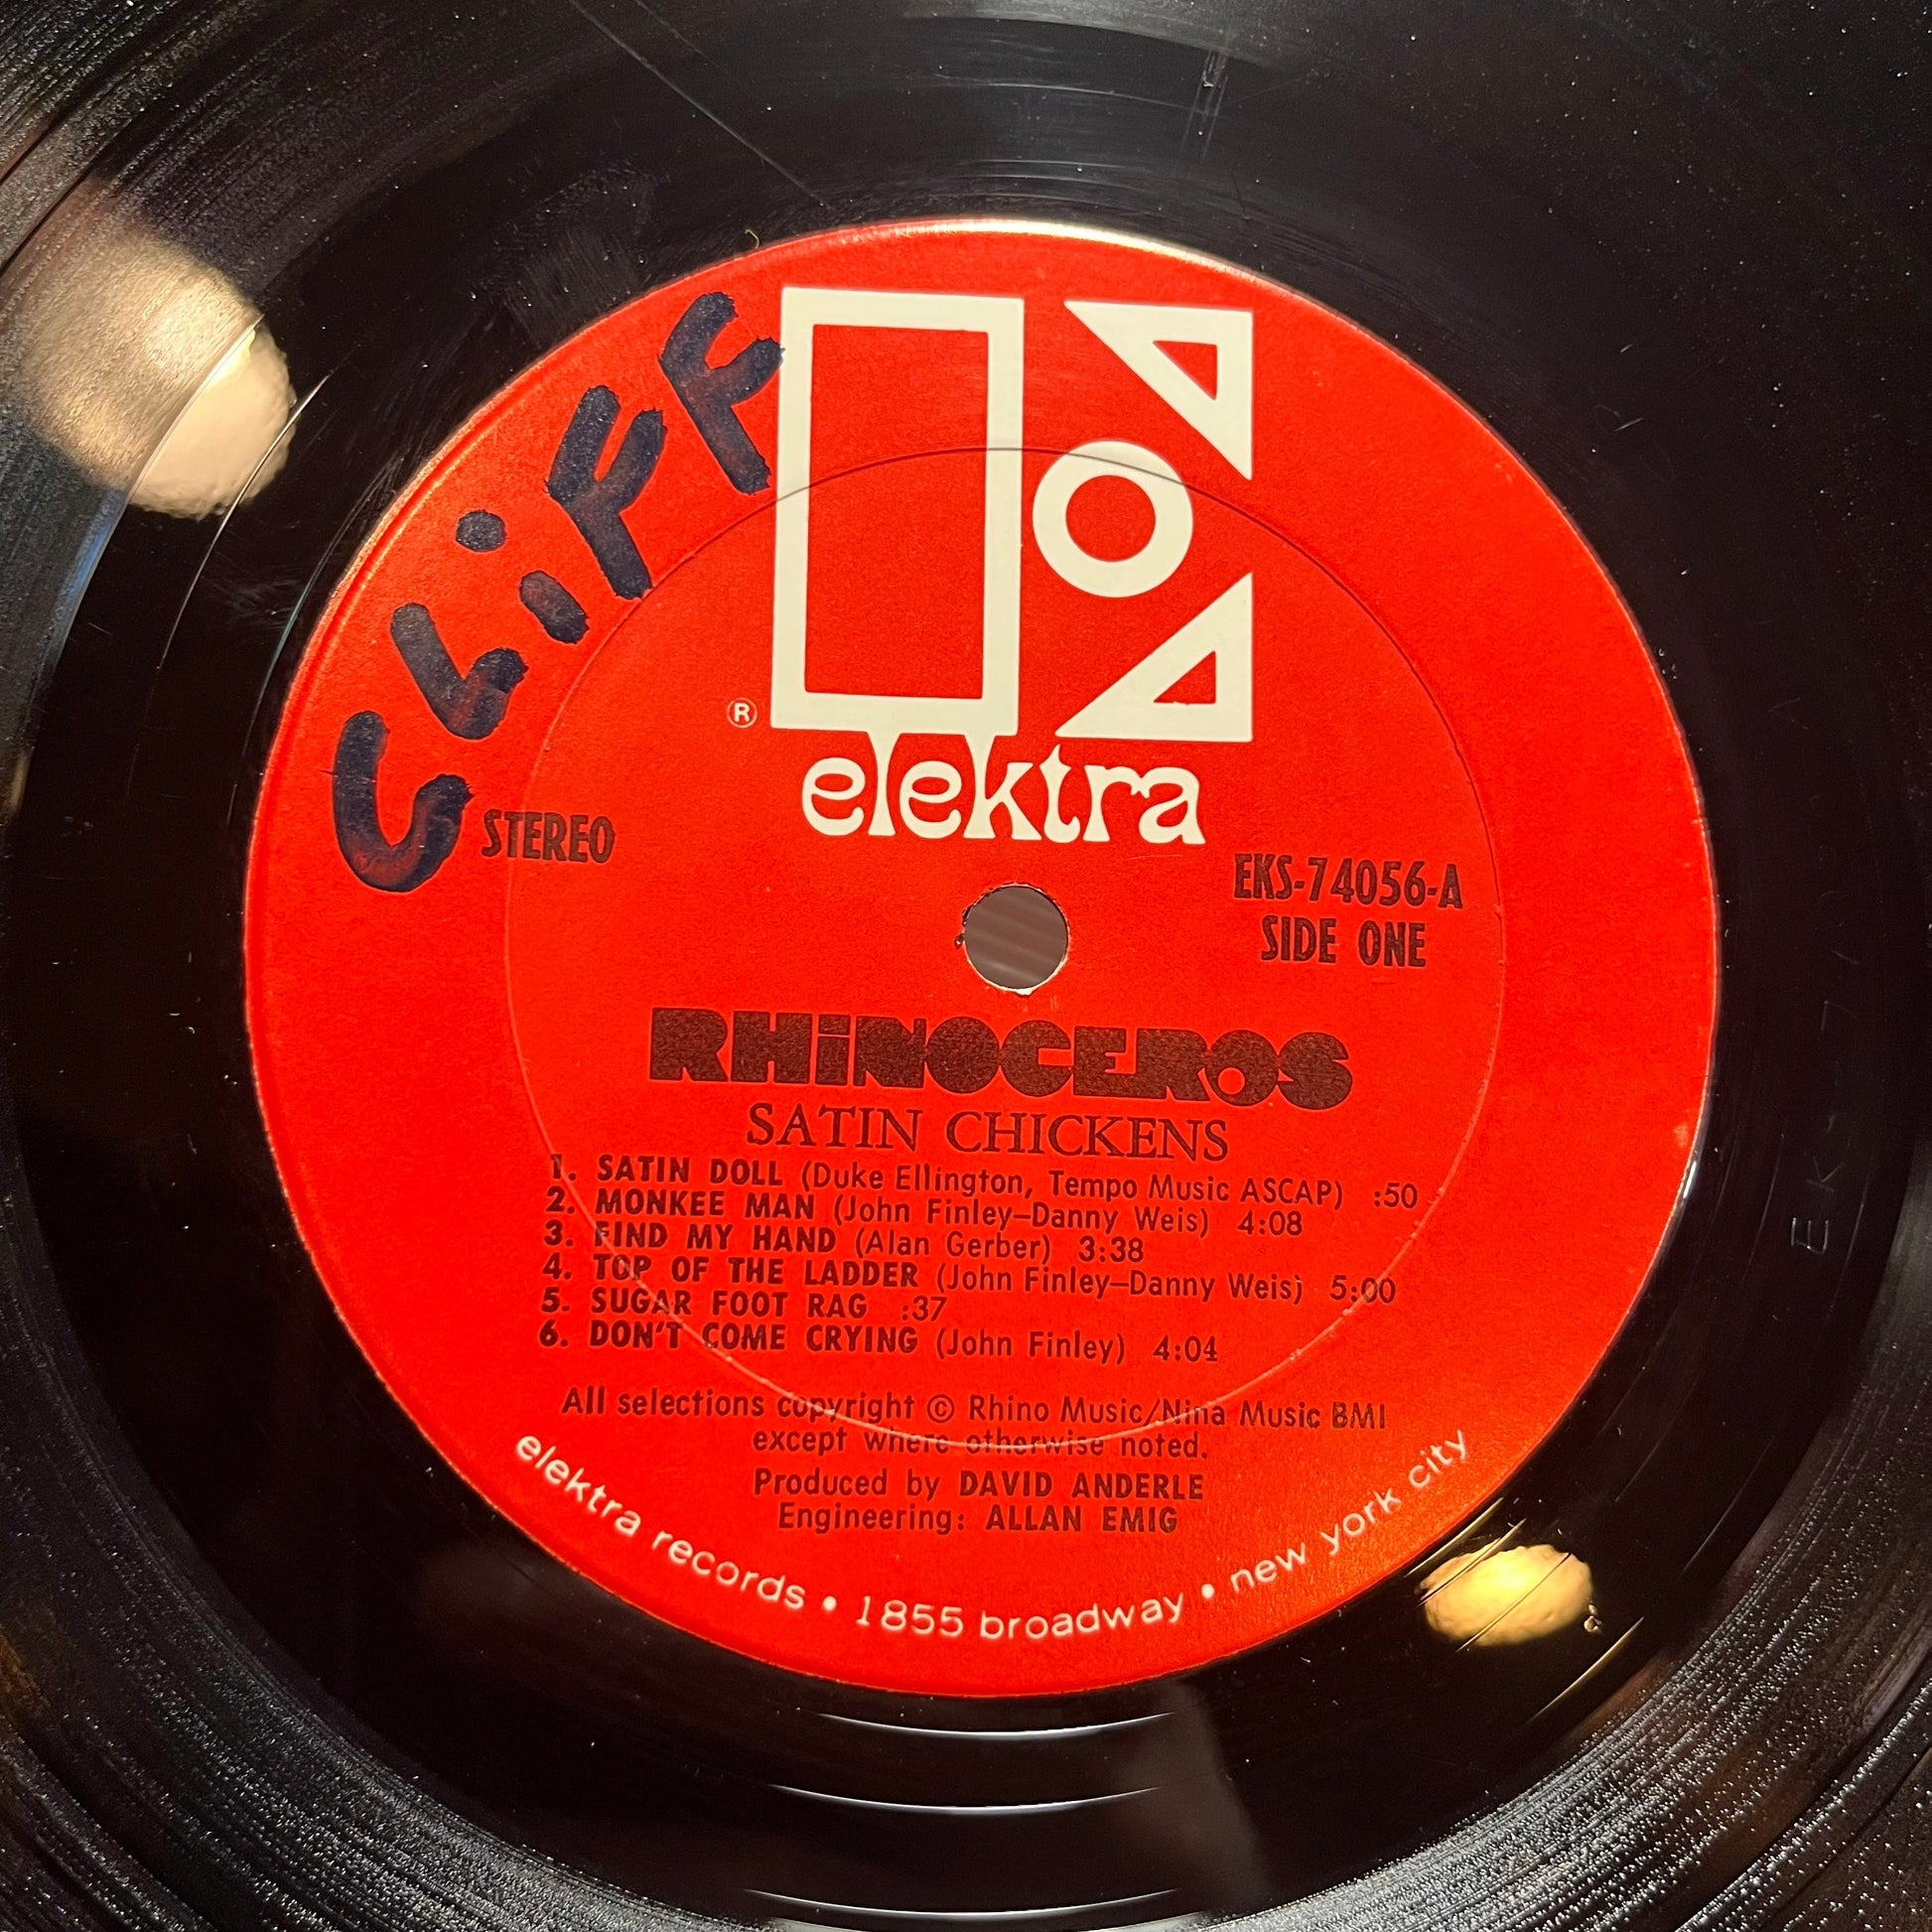 CLiFF
®
elektra
STEREO
EKS-74056-A
SIDE ONE
RHiNOCEROS
SATIN CHICKENS
1. SATIN DOLL (Duke Ellington, Tempo Music ASCAP) :50
2. MONKEE MAN (John Finley–Danny Weis) 4:08
3. FIND MY HAND (Alan Gerber) 3:38
4. TOP OF THE LADDER (John Finley–Danny Weis) 5:00
5. SUGAR FOOT RAG :37
6. DON'T COME CRYING (John Finley) 4:04
All selections copyright © Rhino Music/Nina Music BMI
except where otherwise noted.
Produced by DAVID ANDERLE
Engineering: ALLAN EMIG
elektra records • 1855 broadway • new york city